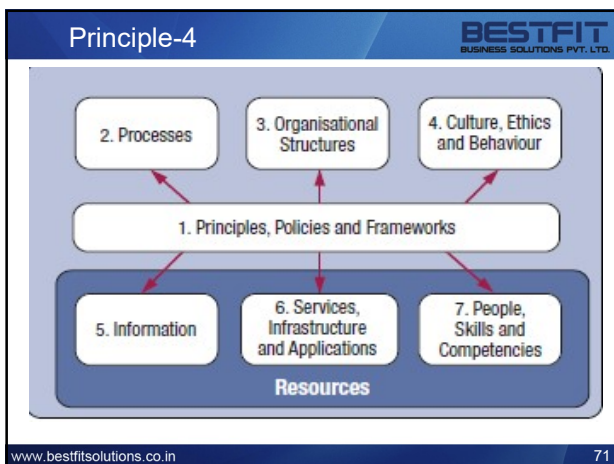 Principle-4
BESTFIT
BUSINESS SOLUTIONS PVT. LTD.
2. Processes
3. Organisational
Structures
4. Culture, Ethics
and Behaviour
1. Principles, Policies and Frameworks
5. Information
6. Services,
Infrastructure
and Applications
7. People,
Skills and
Competencies
Resources
www.bestfitsolutions.co.in
71